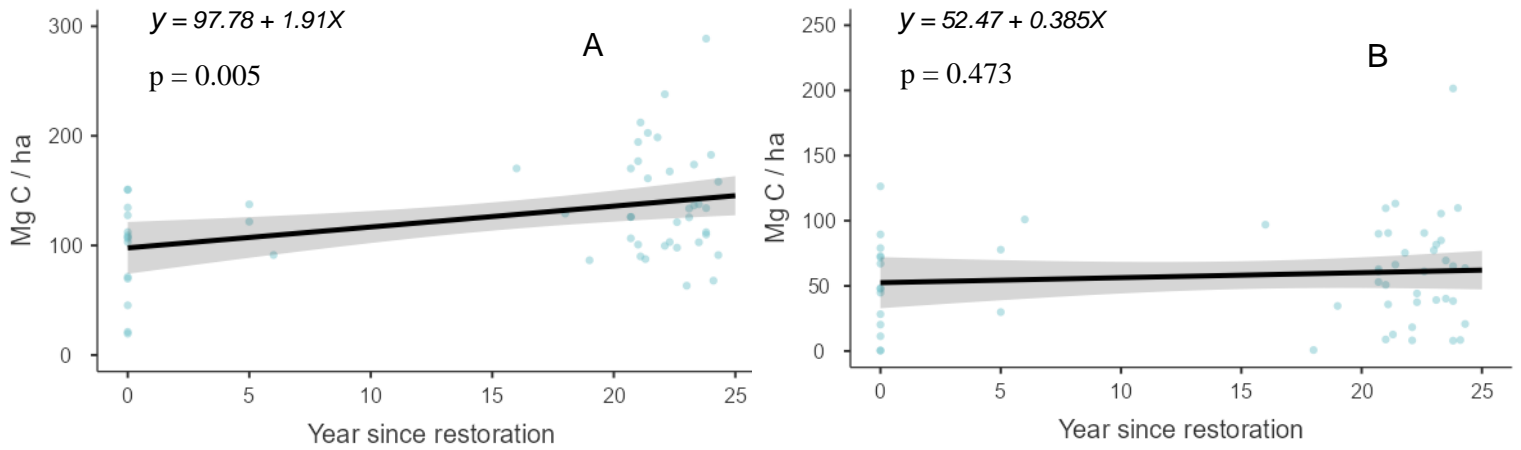 y = 97.78 + 1.91X
p = 0.005
A
300
200
100
0
Mg C / ha
0 5 10 15 20 25
Year since restoration
y = 52.47 + 0.385X
p = 0.473
B
250
200
150
100
50
0
Mg C / ha
0 5 10 15 20 25
Year since restoration